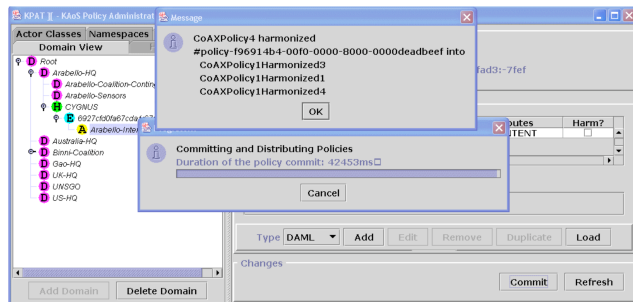 KPAT ][ - KAoS Policy Administrat
Message
Actor Classes Namespaces
Domain View
CoAXPolicy4 harmonized
#policy-f96914b4-00f0-0000-8000-0000deadbeef into
CoAXPolicy1Harmonized3
CoAXPolicy1Harmonized1
CoAXPolicy1Harmonized4
OK
fad3:-7fef
D Root
D Arabello-HQ
D Arabello-Coalition-Conting
D Arabello-Sensors
H CYGNUS
E 6927cfd0fa67cda
A Arabello-Inte
D Australia-HQ
D Binni-Coalition
D Gao-HQ
D UK-HQ
D UNSGO
D US-HQ
utes Harm?
TENT
Committing and Distributing Policies
Duration of the policy commit: 42453ms
Cancel
Type DAML Add Edit Remove Duplicate Load
Changes
Add Domain Delete Domain
Commit Refresh